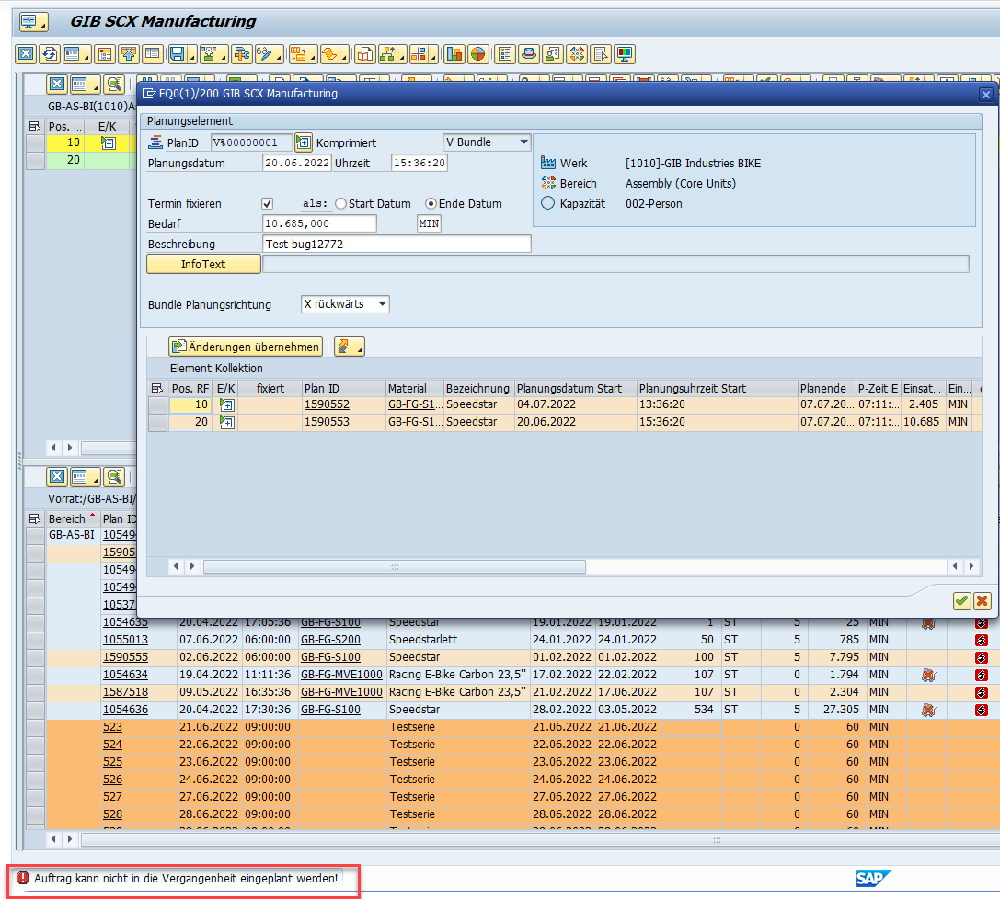 GIB SCX Manufacturing
GB-AS-BI(1010)A
FQ0(1)/200 GIB SCX Manufacturing
Planungselement
PlanID V%00000001 Komprimiert V Bundle
Planungsdatum 20.06.2022 Uhrzeit 15:36:20
Werk [1010]-GIB Industries BIKE
Bereich Assembly (Core Units)
Termin fixieren als: Start Datum Ende Datum
Kapazität 002-Person
Bedarf 10.685,000 MIN
Beschreibung Test bug12772
InfoText
Bundle Planungsrichtung X rückwärts
Änderungen übernehmen
Element Kollektion
Pos. RF E/K fixiert Plan ID Material Bezeichnung Planungsdatum Start Planungsuhrzeit Start Planende P-Zeit E Einsat... Ein...
10 1590552 GB-FG-S1... Speedstar 04.07.2022 13:36:20 07.07.20... 07:11:... 2.405 MIN
20 1590553 GB-FG-S1... Speedstar 20.06.2022 15:36:20 07.07.20... 07:11:... 10.685 MIN
Pos. ... E/K
10
20
Vorrat:/GB-AS-BI/
Bereich Plan ID
GB-AS-BI 10549
15905
10549
10549
10537
1054635 20.04.2022 17:05:36 GB-FG-S100 Speedstar 19.01.2022 19.01.2022 1 ST 5 25 MIN
1055013 07.06.2022 06:00:00 GB-FG-S200 Speedstarlett 24.01.2022 24.01.2022 50 ST 5 785 MIN
1590555 02.06.2022 06:00:00 GB-FG-S100 Speedstar 01.02.2022 01.02.2022 100 ST 5 7.795 MIN
1054634 19.04.2022 11:11:36 GB-FG-MVE1000 Racing E-Bike Carbon 23,5'' 17.02.2022 22.02.2022 107 ST 0 1.794 MIN
1587518 09.05.2022 16:35:36 GB-FG-MVE1000 Racing E-Bike Carbon 23,5'' 21.02.2022 17.06.2022 107 ST 0 2.304 MIN
1054636 20.04.2022 17:30:36 GB-FG-S100 Speedstar 28.02.2022 03.05.2022 534 ST 5 27.305 MIN
523 21.06.2022 09:00:00 Testserie 21.06.2022 21.06.2022 0 60 MIN
524 22.06.2022 09:00:00 Testserie 22.06.2022 22.06.2022 0 60 MIN
525 23.06.2022 09:00:00 Testserie 23.06.2022 23.06.2022 0 60 MIN
526 24.06.2022 09:00:00 Testserie 24.06.2022 24.06.2022 0 60 MIN
527 27.06.2022 09:00:00 Testserie 27.06.2022 27.06.2022 0 60 MIN
528 28.06.2022 09:00:00 Testserie 28.06.2022 28.06.2022 0 60 MIN
Auftrag kann nicht in die Vergangenheit eingeplant werden!
SAP